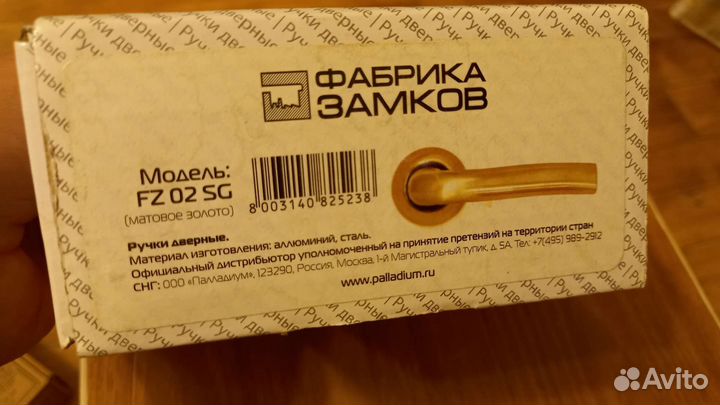 ФАБРИКА
ЗАМКОВ
Модель:
FZ 02 SG
(матовое золото)
8 003140 825238
Ручки дверные.
Материал изготовления: аллюминий, сталь.
Официальный дистрибьютор уполномоченный на принятие претензий на территории стран
СНГ: ООО «Палладиум», 123290, Россия, Москва, 1-й Магистральный тупик, д. 5А, Тел: +7(495) 989-2912
www.palladium.ru
Ручки дверные | Ручки дверные
Avito